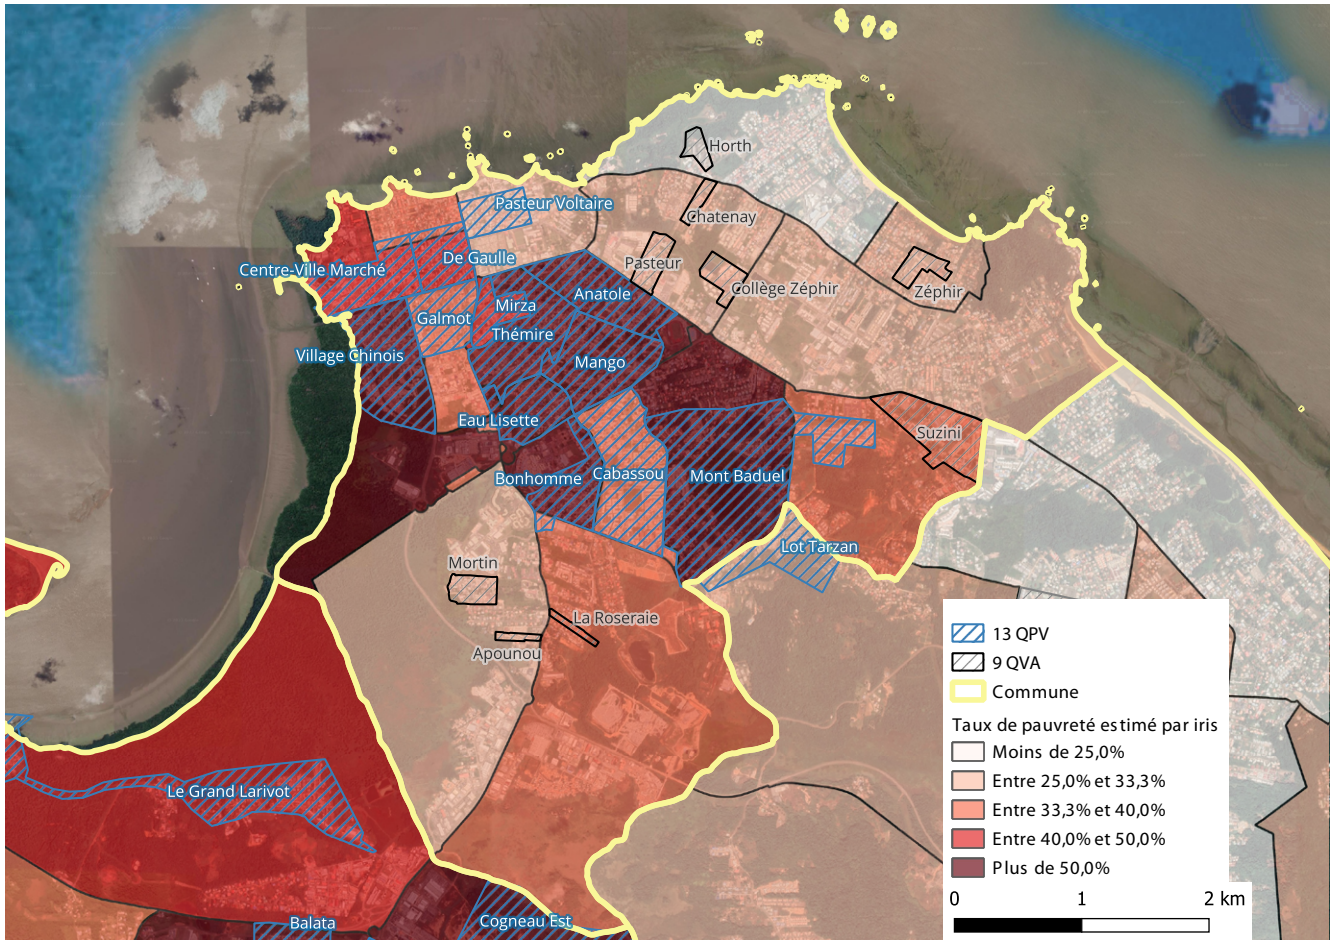 Horth
Pasteur Voltaire
Chatenay
Centre-Ville Marché
De Gaulle
Pasteur
Collège Zéphir
Zéphir
Anatole
Mirza
Galmot
Thémire
Village Chinois
Mango
Eau Lisette
Suzini
Bonhomme
Cabassou
Mont Baduel
Lot Tarzan
Mortin
La Roseraie
Apounou
Le Grand Larivot
Balata
Cogneau Est
13 QPV
9 QVA
Commune
Taux de pauvreté estimé par iris
Moins de 25,0%
Entre 25,0% et 33,3%
Entre 33,3% et 40,0%
Entre 40,0% et 50,0%
Plus de 50,0%
0 1 2 km